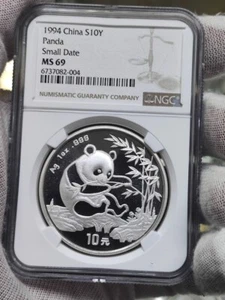 1994 China S10Y
Panda
Small Date
MS 69
6737082-004
NUMISMATIC GUARANTY COMPANY
NGC
Ag 1oz .999
10元